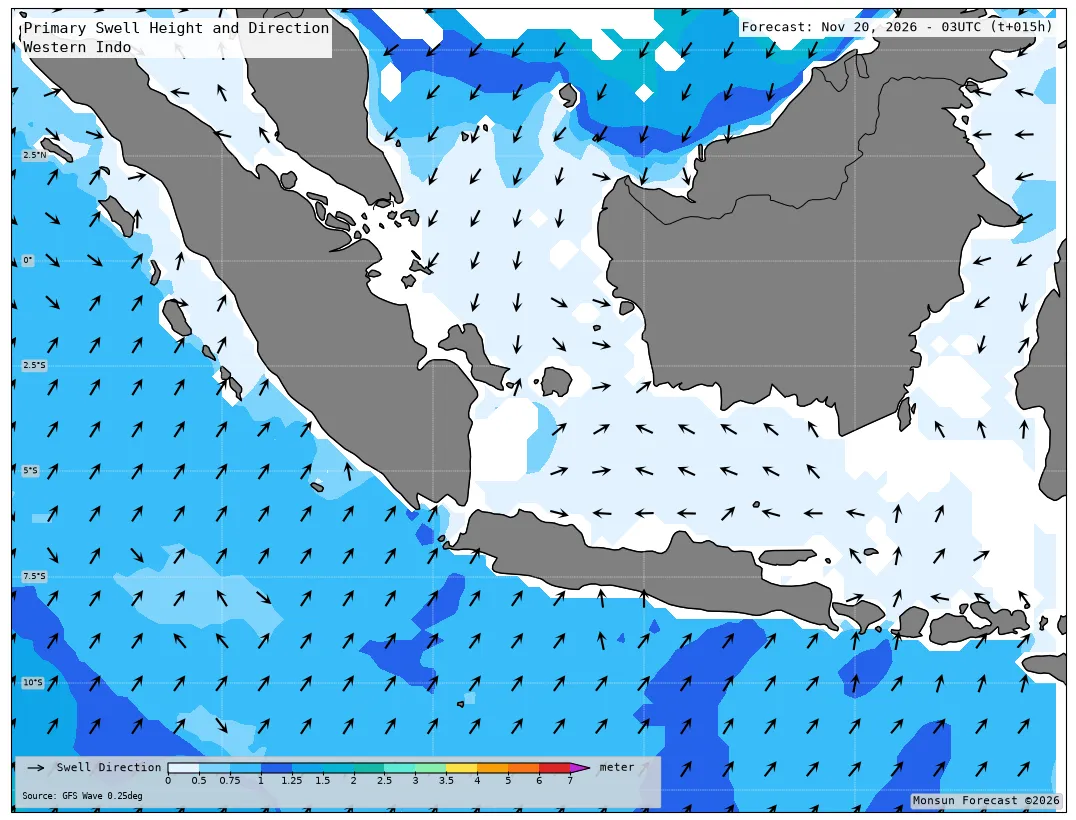 Primary Swell Height and Direction
Western Indo
Forecast: Nov 20, 2026 - 03UTC (t+015h)
2.5°N
0°
2.5°S
5°S
7.5°S
10°S
Swell Direction
meter
0 0.5 0.75 1 1.25 1.5 2 2.5 3 3.5 4 5 6 7
Source: GFS Wave 0.25deg
Monsun Forecast ©2026